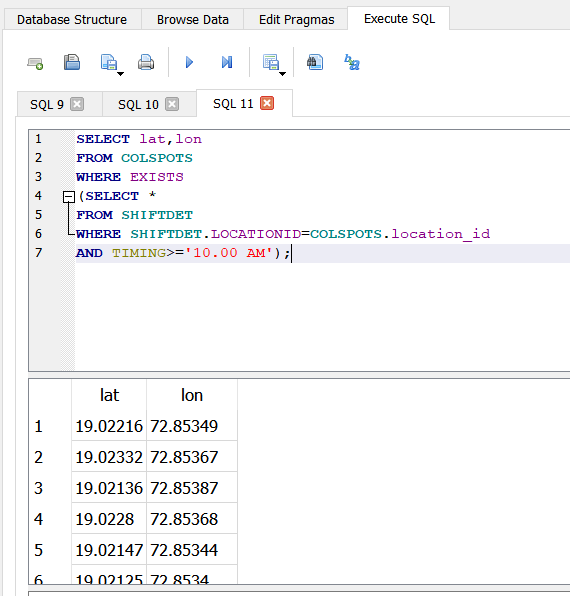 Database Structure Browse Data Edit Pragmas Execute SQL
SQL 9 SQL 10 SQL 11
1 SELECT lat,lon
2 FROM COLSPOTS
3 WHERE EXISTS
4 (SELECT *
5 FROM SHIFTDET
6 WHERE SHIFTDET.LOCATIONID=COLSPOTS.location_id
7 AND TIMING>='10.00 AM');
lat lon
1 19.02216 72.85349
2 19.02332 72.85367
3 19.02136 72.85387
4 19.0228 72.85368
5 19.02147 72.85344
6 19.02125 72.8534